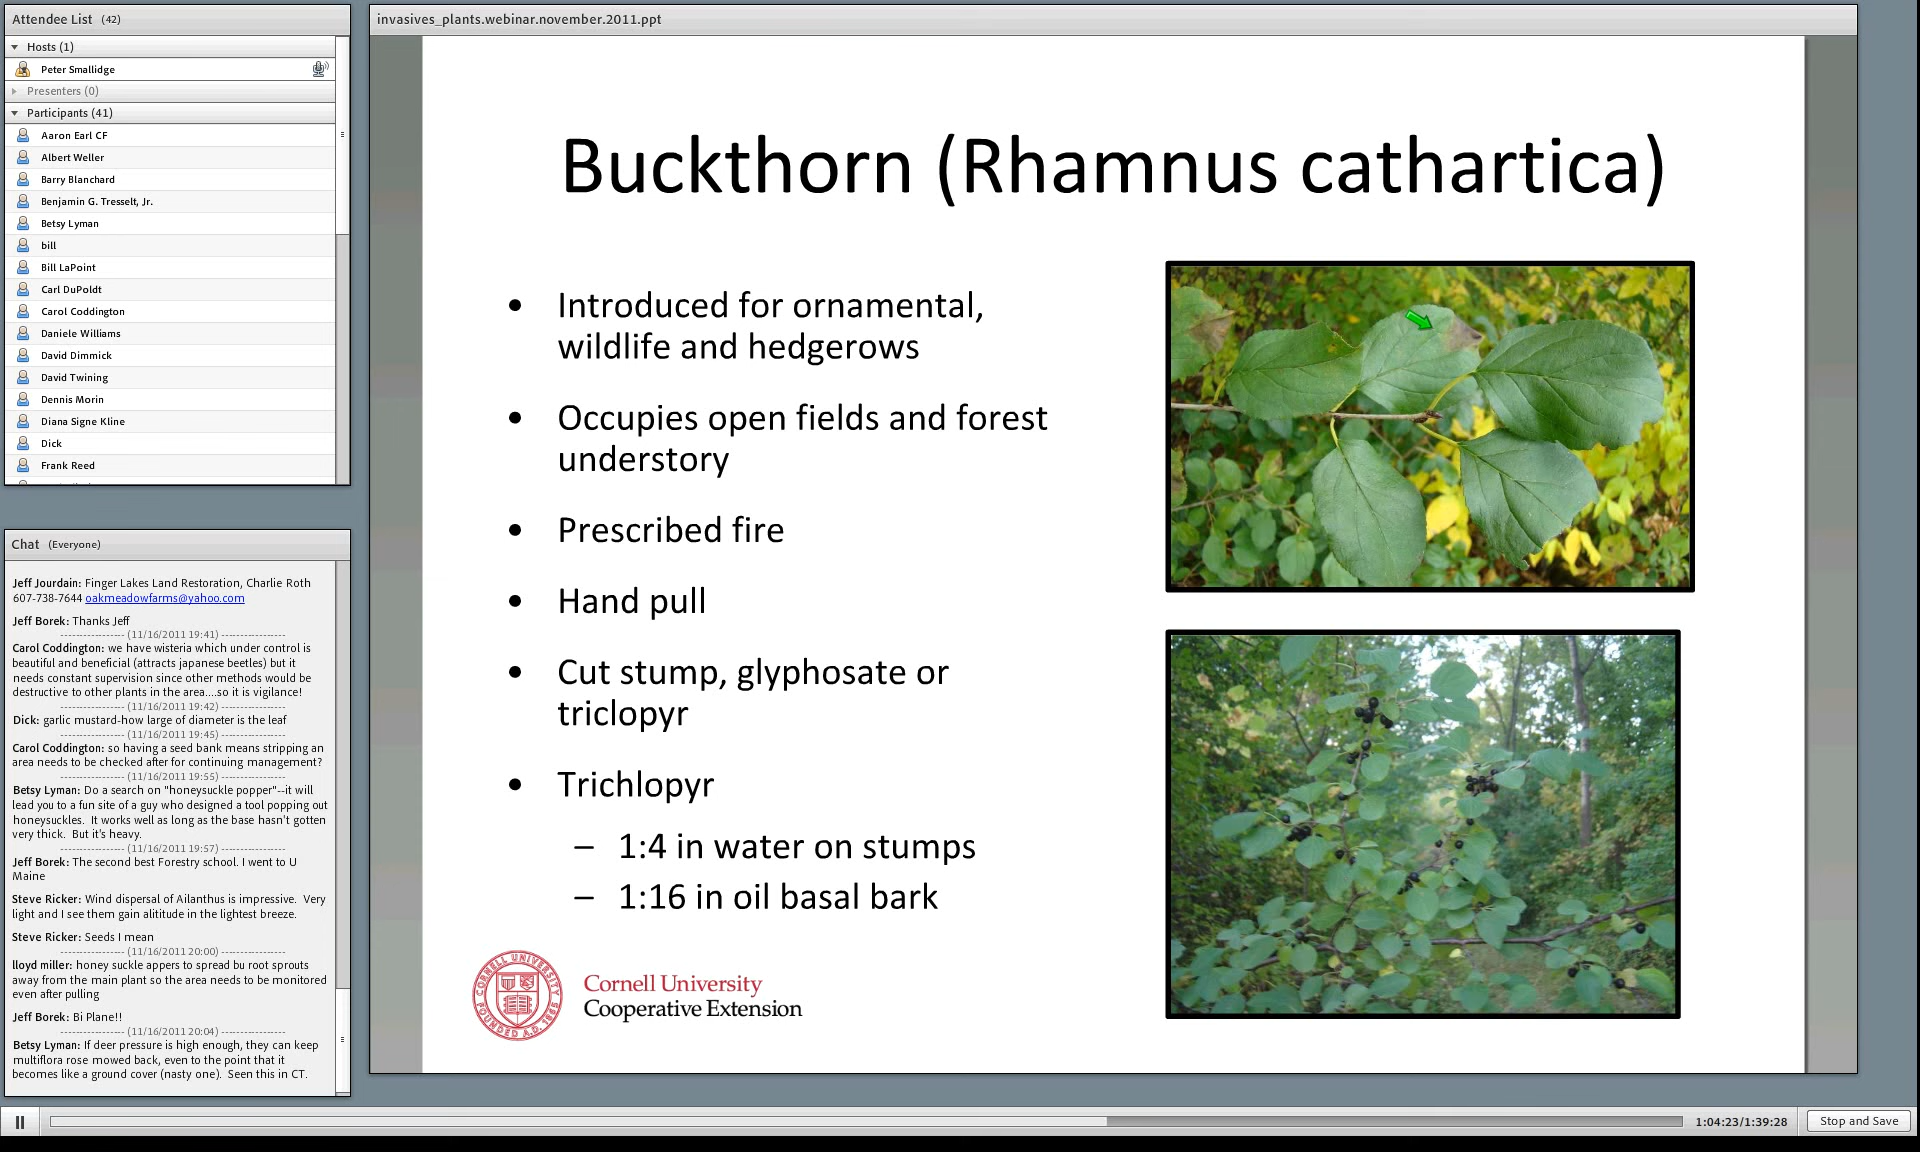 Attendee List (42)
Hosts (1)
Peter Smallidge
Presenters (0)
Participants (41)
Aaron Earl CF
Albert Weller
Barry Blanchard
Benjamin G. Tresselt, Jr.
Betsy Lyman
bill
Bill LaPoint
Carl DuPoldt
Carol Coddington
Daniele Williams
David Dimmick
David Twining
Dennis Morin
Diana Signe Kline
Dick
Frank Reed
Chat (Everyone)
Jeff Jourdain: Finger Lakes Land Restoration, Charlie Roth
607-738-7644 oakmeadowfarms@yahoo.com
Jeff Borek: Thanks Jeff
----------------- (11/16/2011 19:41) -----------------
Carol Coddington: we have wisteria which under control is
beautiful and beneficial (attracts japanese beetles) but it
needs constant supervision since other methods would be
destructive to other plants in the area....so it is vigilance!
----------------- (11/16/2011 19:42) -----------------
Dick: garlic mustard-how large of diameter is the leaf
----------------- (11/16/2011 19:45) -----------------
Carol Coddington: so having a seed bank means stripping an
area needs to be checked after for continuing management?
----------------- (11/16/2011 19:55) -----------------
Betsy Lyman: Do a search on "honeysuckle popper"--it will
lead you to a fun site of a guy who designed a tool popping out
honeysuckles. It works well as long as the base hasn't gotten
very thick. But it's heavy.
----------------- (11/16/2011 19:57) -----------------
Jeff Borek: The second best Forestry school. I went to U
Maine
Steve Ricker: Wind dispersal of Ailanthus is impressive. Very
light and I see them gain alititude in the lightest breeze.
Steve Ricker: Seeds I mean
----------------- (11/16/2011 20:00) -----------------
lloyd miller: honey suckle appers to spread bu root sprouts
away from the main plant so the area needs to be monitored
even after pulling
Jeff Borek: Bi Plane!!
----------------- (11/16/2011 20:04) -----------------
Betsy Lyman: If deer pressure is high enough, they can keep
multiflora rose mowed back, even to the point that it
becomes like a ground cover (nasty one). Seen this in CT.
invasives_plants.webinar.november.2011.ppt
Buckthorn (Rhamnus cathartica)
• Introduced for ornamental,
wildlife and hedgerows
• Occupies open fields and forest
understory
• Prescribed fire
• Hand pull
• Cut stump, glyphosate or
triclopyr
• Trichlopyr
– 1:4 in water on stumps
– 1:16 in oil basal bark
CORNELL UNIVERSITY
FOUNDED A.D. 1865
Cornell University
Cooperative Extension
1:04:23/1:39:28
Stop and Save